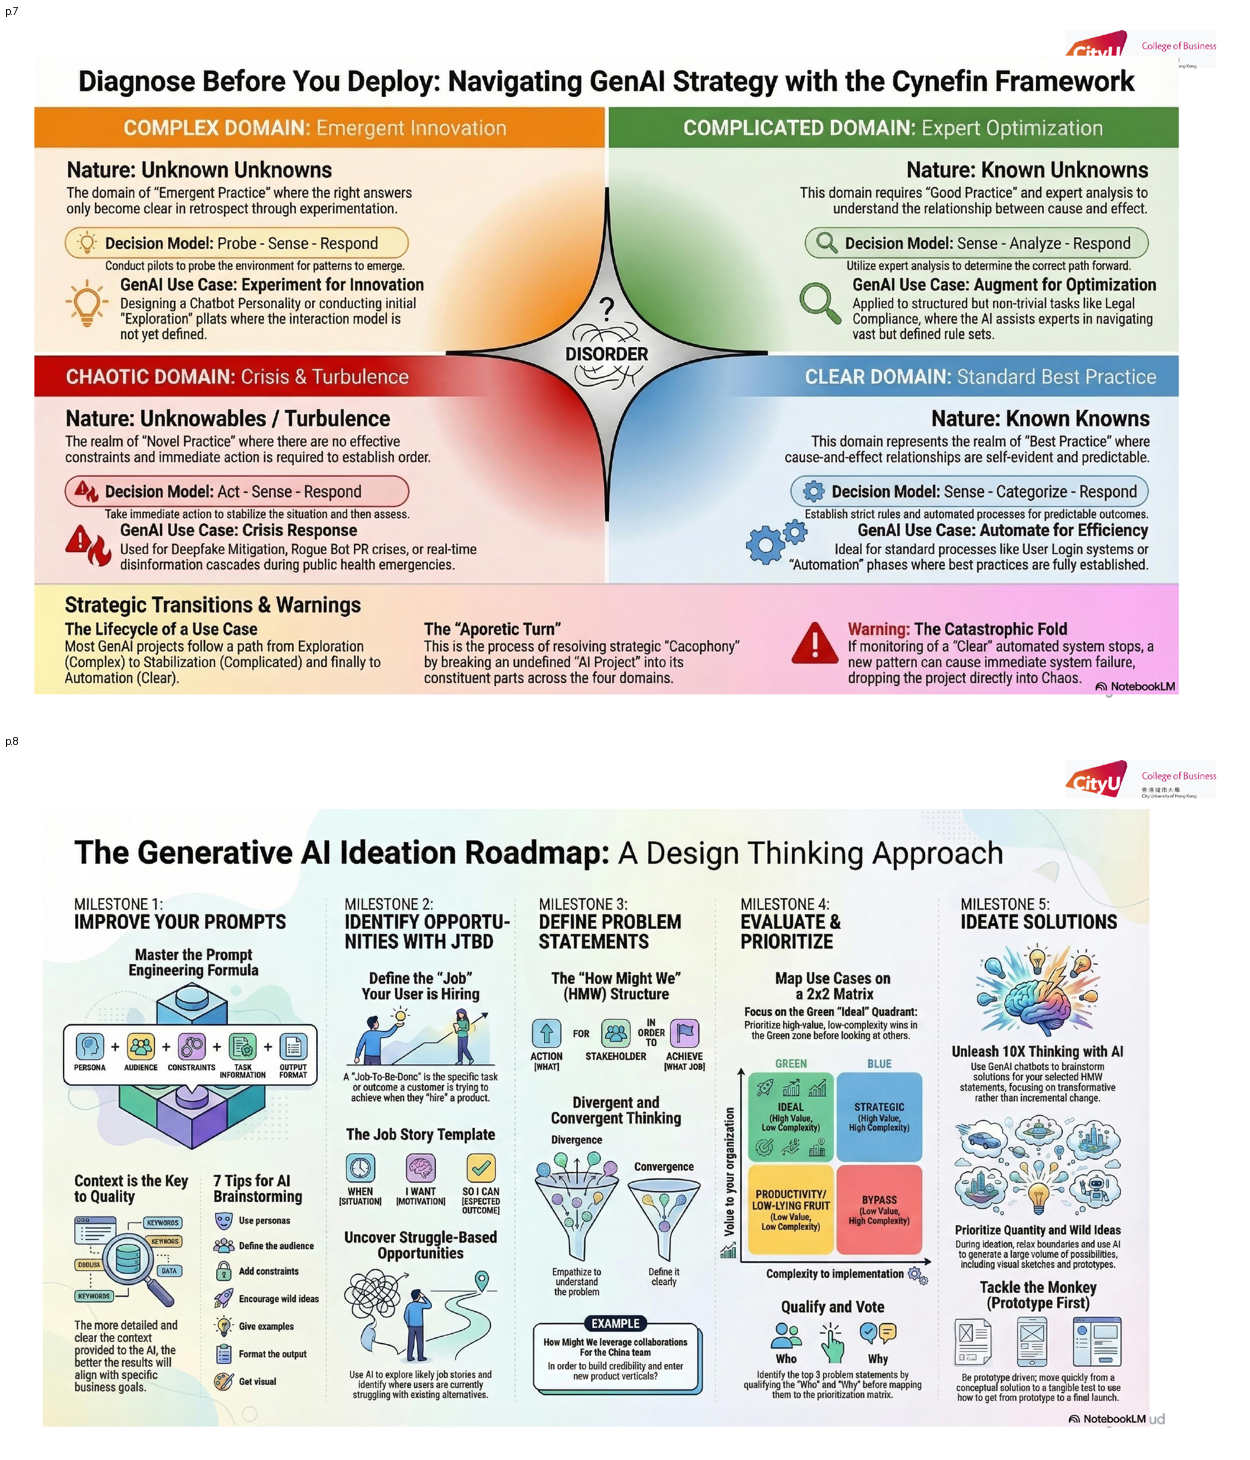 p.7
CityU
College of Business
Diagnose Before You Deploy: Navigating GenAI Strategy with the Cynefin Framework
COMPLEX DOMAIN: Emergent Innovation
Nature: Unknown Unknowns
The domain of "Emergent Practice" where the right answers
only become clear in retrospect through experimentation.
Decision Model: Probe - Sense - Respond
Conduct pilots to probe the environment for patterns to emerge.
GenAI Use Case: Experiment for Innovation
Designing a Chatbot Personality or conducting initial
"Exploration" pllats where the interaction model is
not yet defined.
COMPLICATED DOMAIN: Expert Optimization
Nature: Known Unknowns
This domain requires "Good Practice" and expert analysis to
understand the relationship between cause and effect.
Decision Model: Sense - Analyze - Respond
Utilize expert analysis to determine the correct path forward.
GenAI Use Case: Augment for Optimization
Applied to structured but non-trivial tasks like Legal
Compliance, where the AI assists experts in navigating
vast but defined rule sets.
?
DISORDER
CHAOTIC DOMAIN: Crisis & Turbulence
Nature: Unknowables / Turbulence
The realm of "Novel Practice" where there are no effective
constraints and immediate action is required to establish order.
Decision Model: Act - Sense - Respond
Take immediate action to stabilize the situation and then assess.
GenAI Use Case: Crisis Response
Used for Deepfake Mitigation, Rogue Bot PR crises, or real-time
disinformation cascades during public health emergencies.
CLEAR DOMAIN: Standard Best Practice
Nature: Known Knowns
This domain represents the realm of "Best Practice" where
cause-and-effect relationships are self-evident and predictable.
Decision Model: Sense - Categorize - Respond
Establish strict rules and automated processes for predictable outcomes.
GenAI Use Case: Automate for Efficiency
Ideal for standard processes like User Login systems or
"Automation" phases where best practices are fully established.
Strategic Transitions & Warnings
The Lifecycle of a Use Case
Most GenAI projects follow a path from Exploration
(Complex) to Stabilization (Complicated) and finally to
Automation (Clear).
The "Aporetic Turn"
This is the process of resolving strategic "Cacophony"
by breaking an undefined "AI Project" into its
constituent parts across the four domains.
Warning: The Catastrophic Fold
If monitoring of a "Clear" automated system stops, a
new pattern can cause immediate system failure,
dropping the project directly into Chaos.
NotebookLM
p.8
CityU
College of Business
香港城市大學
City University of Hong Kong
The Generative AI Ideation Roadmap: A Design Thinking Approach
MILESTONE 1:
IMPROVE YOUR PROMPTS
Master the Prompt
Engineering Formula
PERSONA + AUDIENCE + CONSTRAINTS + TASK INFORMATION + OUTPUT FORMAT
Context is the Key
to Quality
KEYWORDS
KEYWORDS
DATA
KEYWORDS
The more detailed and
clear the context
provided to the AI, the
better the results will
align with specific
business goals.
7 Tips for AI
Brainstorming
Use personas
Define the audience
Add constraints
Encourage wild ideas
Give examples
Format the output
Get visual
MILESTONE 2:
IDENTIFY OPPORTU-
NITIES WITH JTBD
Define the "Job"
Your User is Hiring
A "Job-To-Be-Donc" is the specific task
or outcome a customer is trying to
achieve when they "hire" a product.
The Job Story Template
WHEN
[SITUATION]
I WANT
[MOTIVATION]
SO I CAN
[ESPECTED
OUTCOME]
Uncover Struggle-Based
Opportunities
Use AI to explore likely job stories and
identify where users are currently
struggling with existing alternatives.
MILESTONE 3:
DEFINE PROBLEM
STATEMENTS
The "How Might We"
(HMW) Structure
ACTION
[WHAT]
FOR
STAKEHOLDER
IN
ORDER
TO
ACHIEVE
[WHAT JOB]
Divergent and
Convergent Thinking
Divergence
Convergence
Empathize to
understand
the problem
Define it
clearly
EXAMPLE
How Might We leverage collaborations
For the China team
In order to build credibility and enter
new product verticals?
MILESTONE 4:
EVALUATE &
PRIORITIZE
Map Use Cases on
a 2x2 Matrix
Focus on the Green "Ideal" Quadrant:
Prioritize high-value, low-complexity wins in
the Green zone before looking at others.
GREEN
BLUE
IDEAL
(High Value,
Low Complexity)
STRATEGIC
(High Value,
High Complexity)
PRODUCTIVITY/
LOW-LYING FRUIT
(Low Value,
Low Complexity)
BYPASS
(Low Value,
High Complexity)
Volue to your organization
Complexity to implementation
Qualify and Vote
Who
Why
Identify the top 3 problem statements by
qualifying the "Who" and "Why" before mapping
them to the prioritization matrix.
MILESTONE 5:
IDEATE SOLUTIONS
Unleash 10X Thinking with AI
Use GenAI chatbots to brainstorm
solutions for your selected HMW
statements, focusing on transformative
rather than incremental change.
Prioritize Quantity and Wild Ideas
During ideation, relax boundaries and use AI
to generate a large volume of possibilities,
including visual sketches and prototypes.
Tackle the Monkey
(Prototype First)
Be prototype driven; move quickly from a
conceptual solution to a tangible test to use
how to get from prototype to a final launch.
NotebookLM
ud